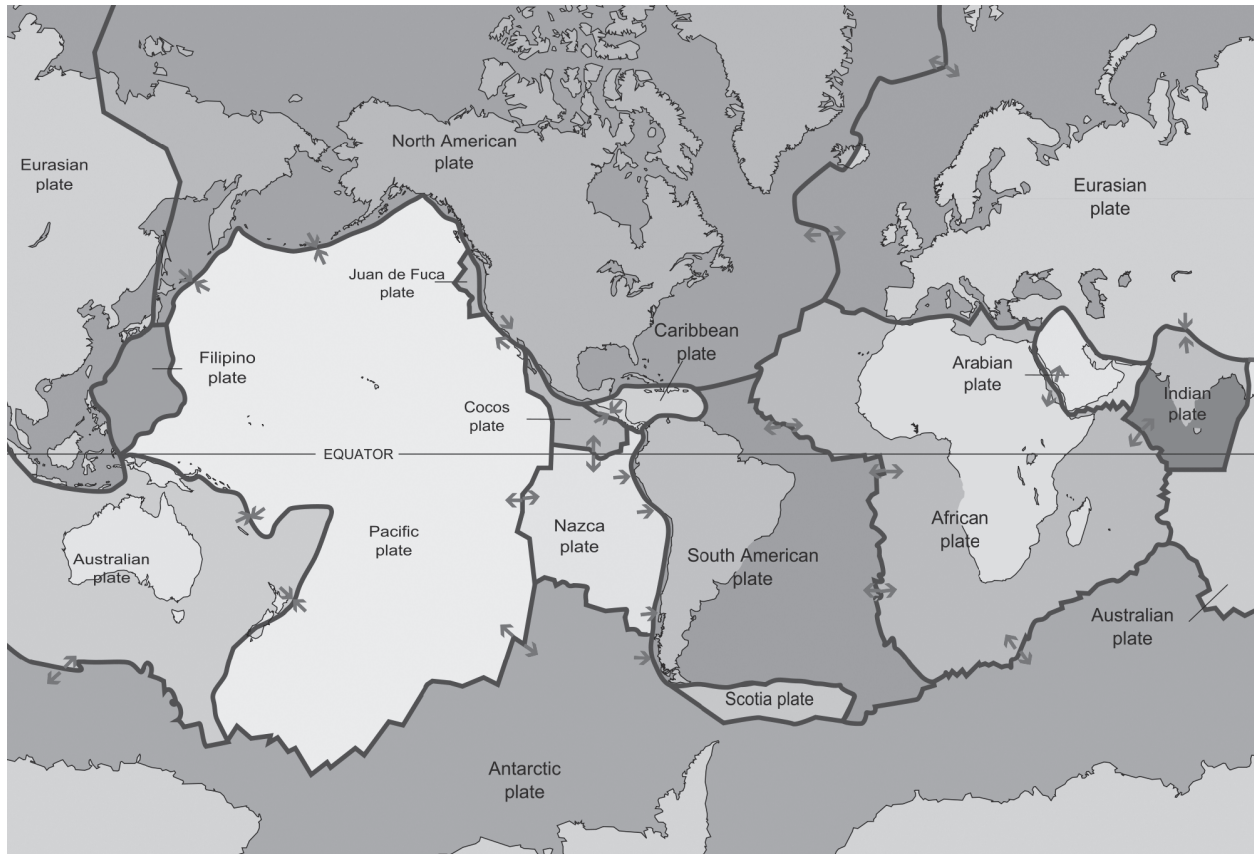 North American
plate
Eurasian
plate
Eurasian
plate
Juan de Fuca
plate
Caribbean
plate
Filipino
plate
Arabian
plate
Indian
plate
Cocos
plate
EQUATOR
Pacific
plate
Nazca
plate
African
plate
South American
plate
Australian
plate
Australian
plate
Scotia plate
Antarctic
plate